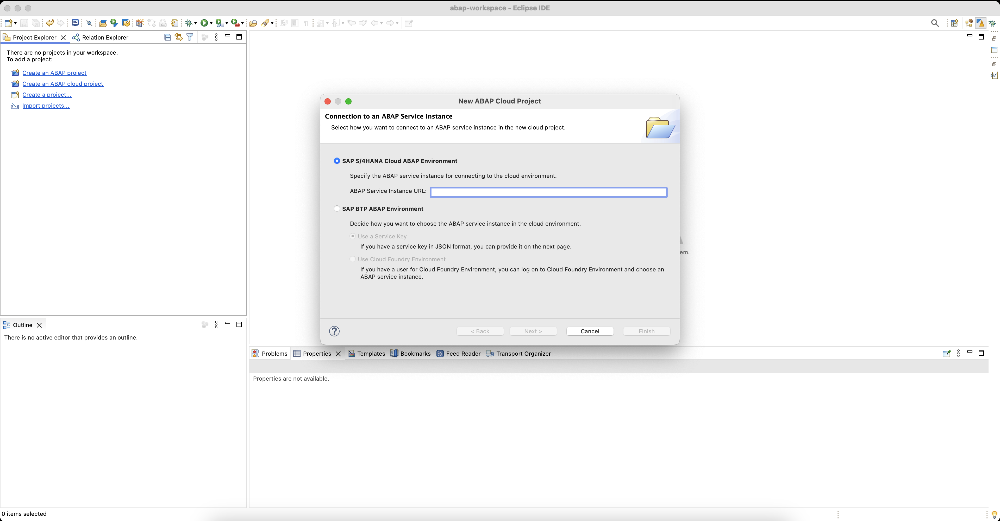 abap-workspace - Eclipse IDE
Project Explorer
Relation Explorer
There are no projects in your workspace.
To add a project:
Create an ABAP project
Create an ABAP cloud project
Create a project...
Import projects...
New ABAP Cloud Project
Connection to an ABAP Service Instance
Select how you want to connect to an ABAP service instance in the new cloud project.
SAP S/4HANA Cloud ABAP Environment
Specify the ABAP service instance for connecting to the cloud environment.
ABAP Service Instance URL:
SAP BTP ABAP Environment
Decide how you want to choose the ABAP service instance in the cloud environment.
Use a Service Key
If you have a service key in JSON format, you can provide it on the next page.
Use Cloud Foundry Environment
If you have a user for Cloud Foundry Environment, you can log on to Cloud Foundry Environment and choose an
ABAP service instance.
em.
? < Back Next > Cancel Finish
Outline
There is no active editor that provides an outline.
Problems Properties Templates Bookmarks Feed Reader Transport Organizer
Properties are not available.
0 items selected